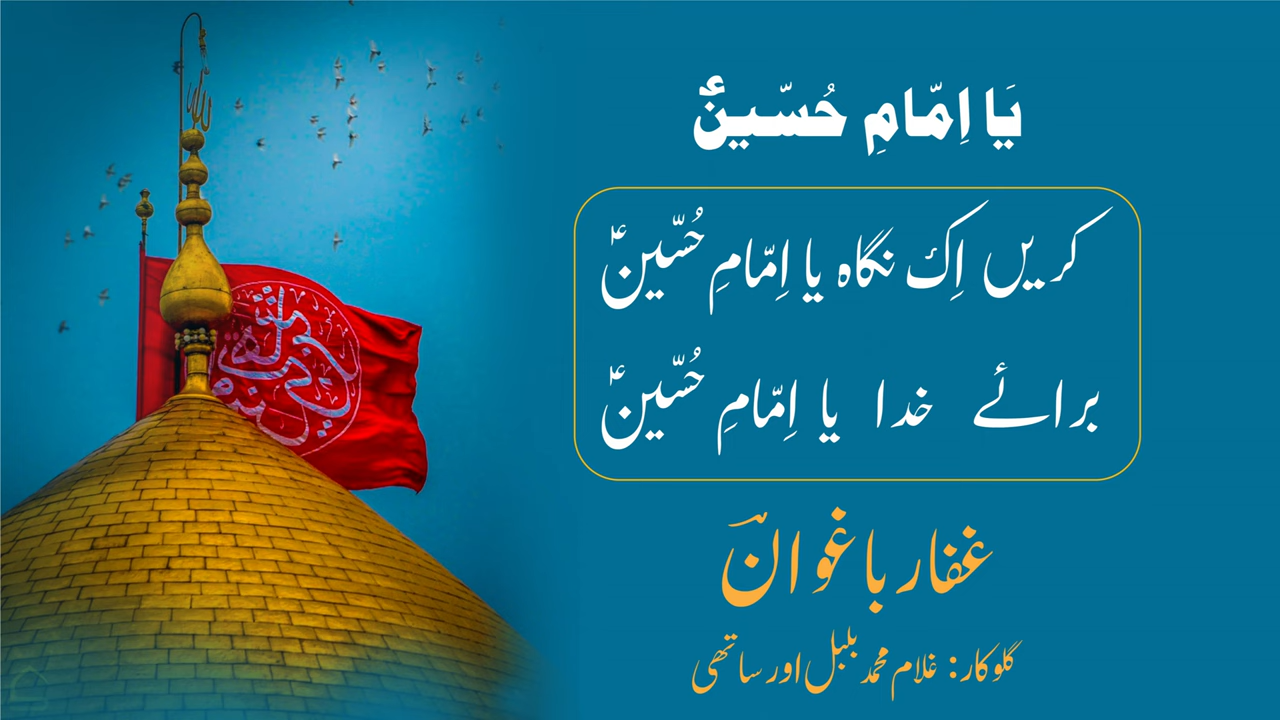 یَا اِمّامِ حُسّینؑ
کریں اِک نگاہ یا اِمّامِ حُسّینؑ
برائے خدا یا اِمّامِ حُسّینؑ
غفار باغوانؔ
گلوکار: غلام محمد بلبل اور ساتھی